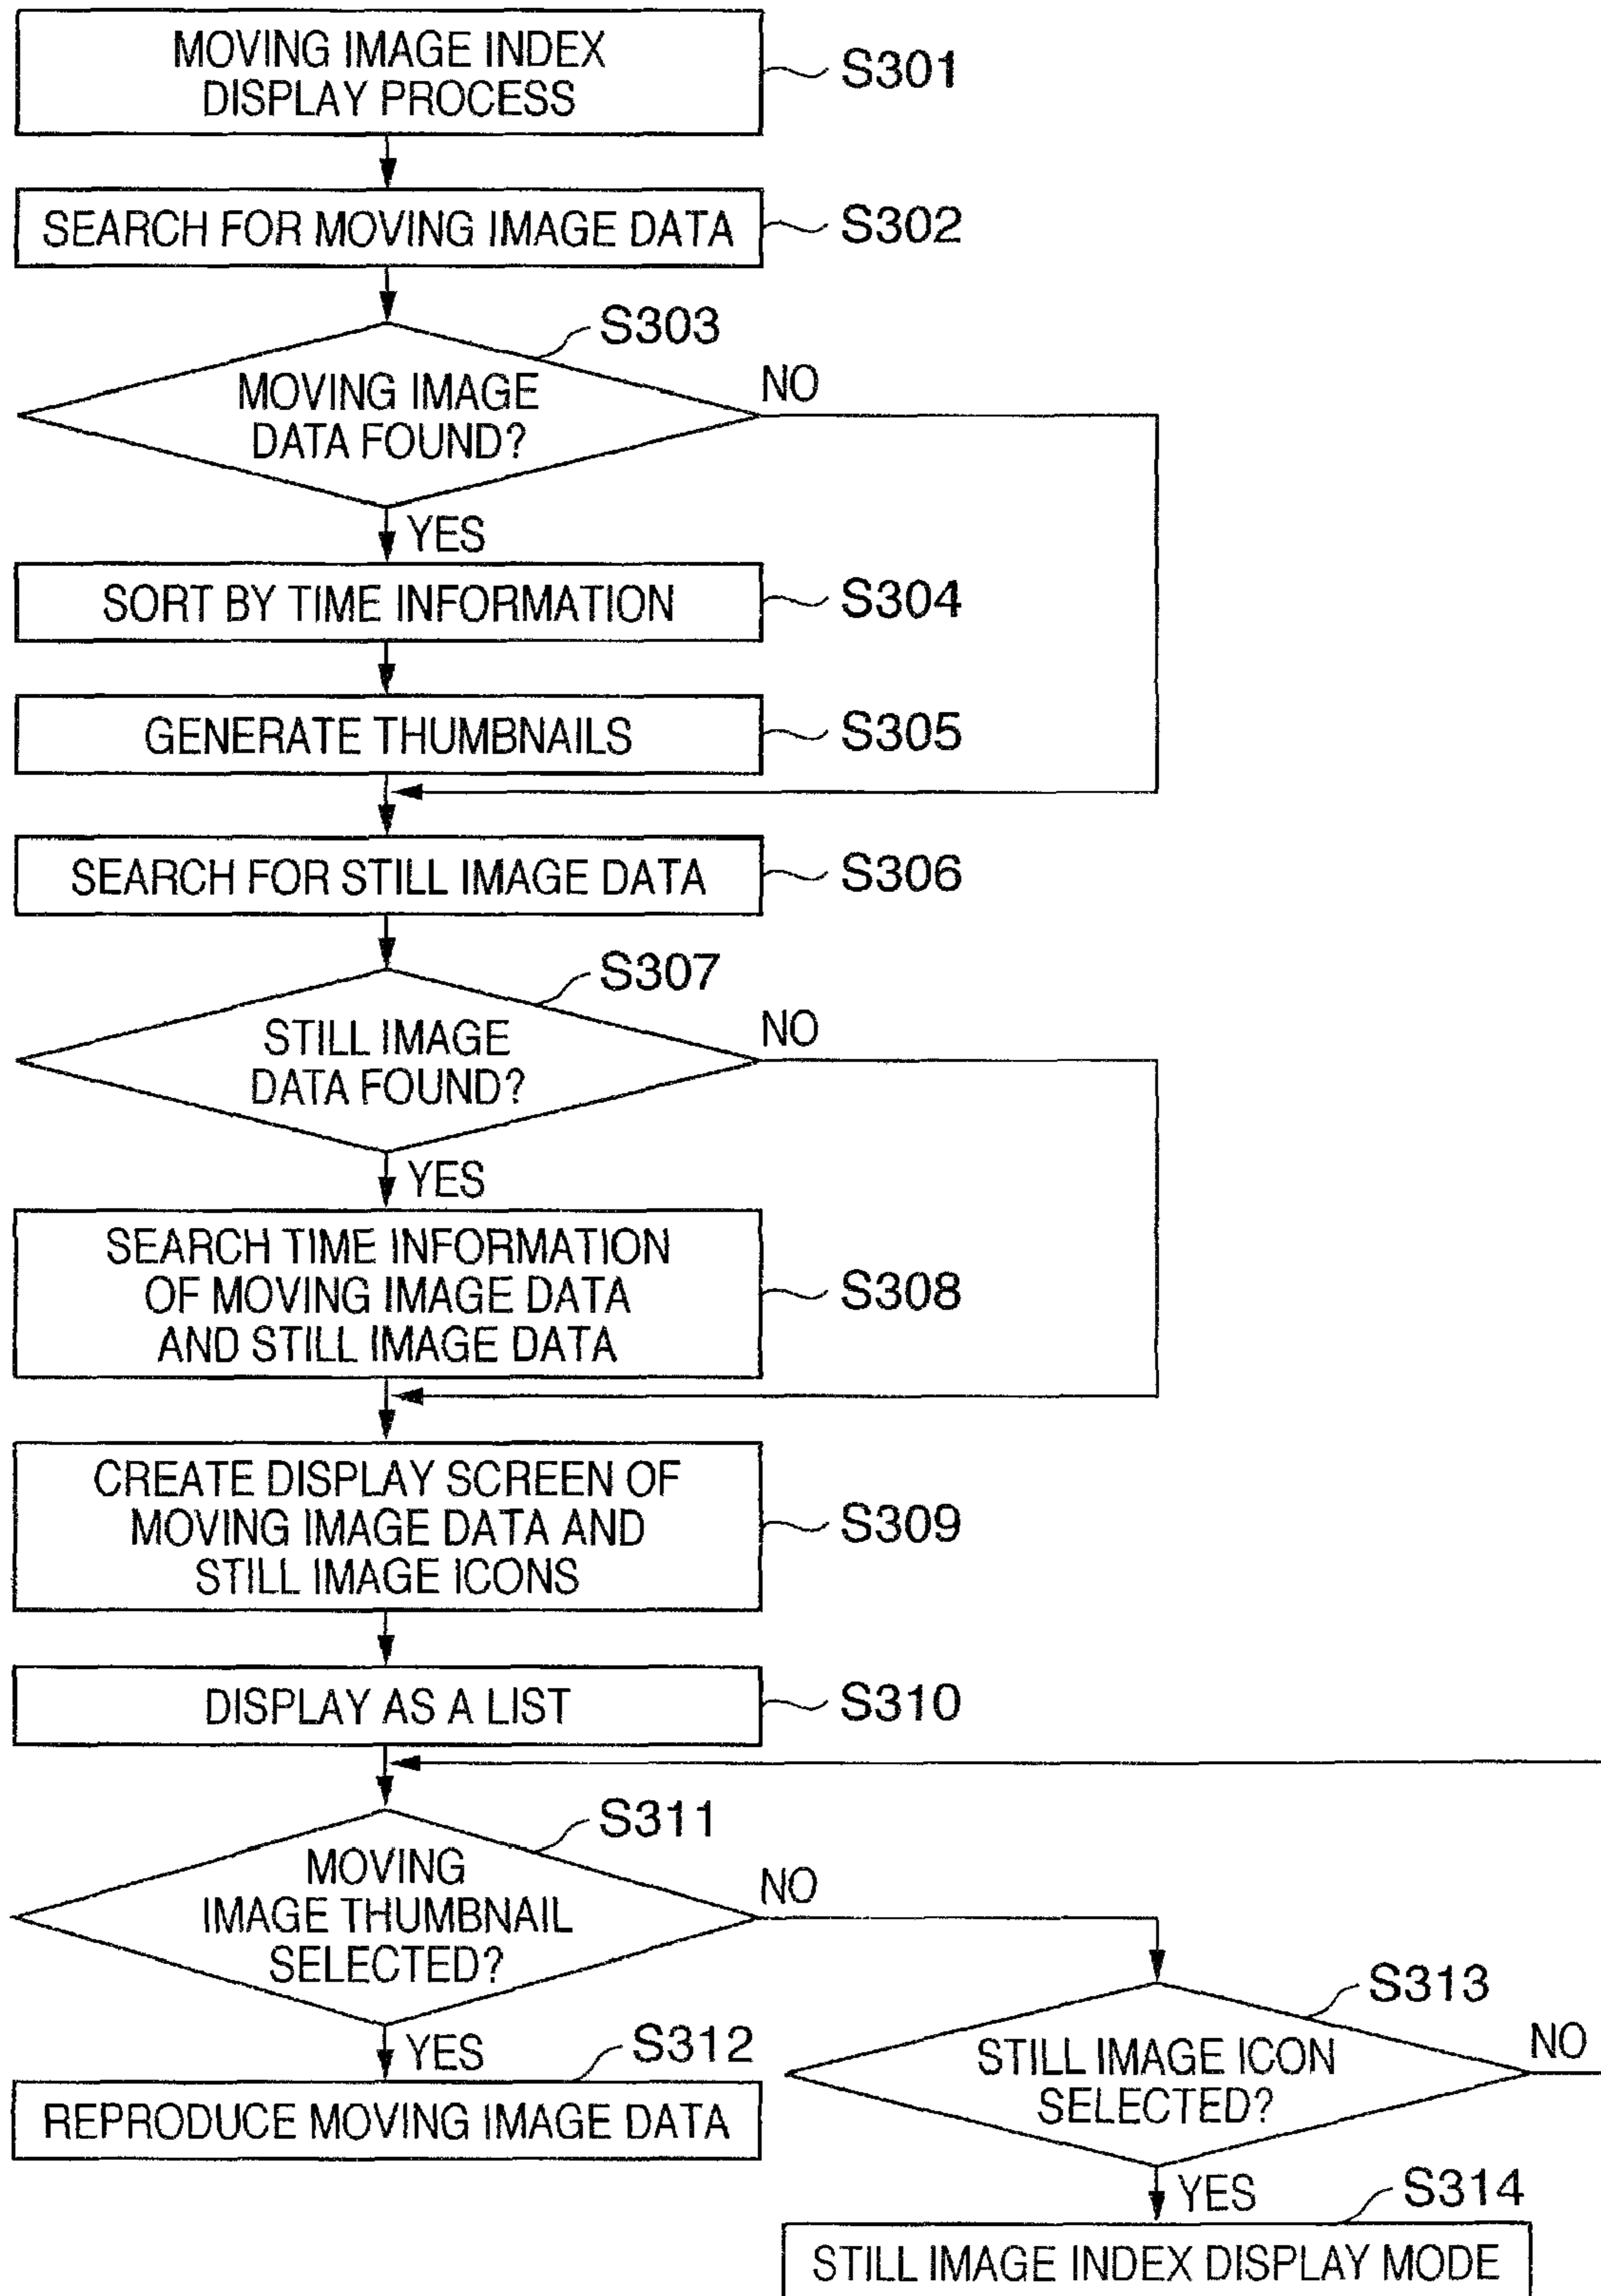 MOVING IMAGE INDEX
DISPLAY PROCESS
S301
SEARCH FOR MOVING IMAGE DATA
S302
S303
MOVING IMAGE
DATA FOUND?
NO
YES
SORT BY TIME INFORMATION
S304
GENERATE THUMBNAILS
S305
SEARCH FOR STILL IMAGE DATA
S306
S307
STILL IMAGE
DATA FOUND?
NO
YES
SEARCH TIME INFORMATION
OF MOVING IMAGE DATA
AND STILL IMAGE DATA
S308
CREATE DISPLAY SCREEN OF
MOVING IMAGE DATA AND
STILL IMAGE ICONS
S309
DISPLAY AS A LIST
S310
S311
MOVING
IMAGE THUMBNAIL
SELECTED?
NO
YES
S312
REPRODUCE MOVING IMAGE DATA
S313
STILL IMAGE ICON
SELECTED?
NO
YES
S314
STILL IMAGE INDEX DISPLAY MODE